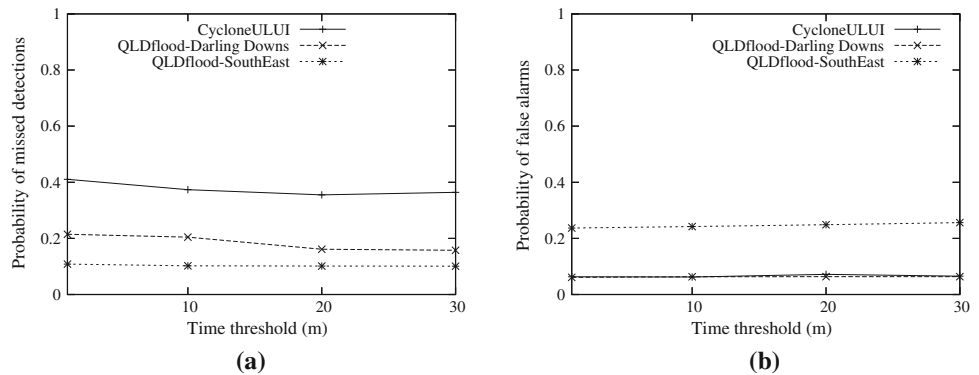 Probability of missed detections
1
0.8
0.6
0.4
0.2
0
10
20
30
Time threshold (m)
CycloneULUI
QLDflood-Darling Downs
QLDflood-SouthEast
(a)
Probability of false alarms
1
0.8
0.6
0.4
0.2
0
10
20
30
Time threshold (m)
CycloneULUI
QLDflood-Darling Downs
QLDflood-SouthEast
(b)